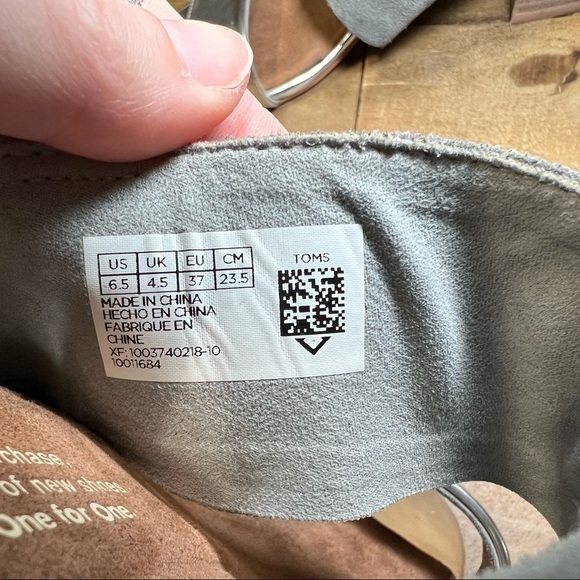 US UK EU CM
6.5 4.5 37 23.5
MADE IN CHINA
HECHO EN CHINA
FABRIQUE EN
CHINE
XF:1003740218-10
10011684
TOMS
chase,
of new shoes
One for One.